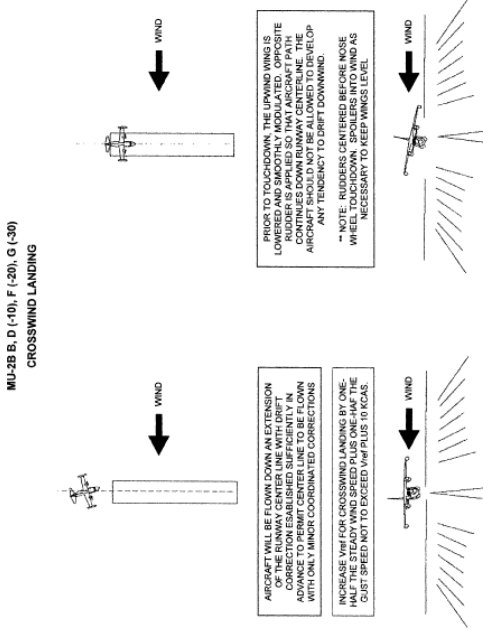 MU-2B B, D (-10), F (-20), G (-30)
CROSSWIND LANDING
WIND
AIRCRAFT WILL BE FLOWN DOWN AN EXTENSION
OF THE RUNWAY CENTER LINE WITH DRIFT
CORRECTION ESABLISHED SUFFICIENTLY IN
ADVANCE TO PERMIT CENTER LINE TO BE FLOWN
WITH ONLY MINOR COORDINATED CORRECTIONS
INCREASE Vref FOR CROSSWIND LANDING BY ONE-
HALF THE STEADY WIND SPEED PLUS ONE-HAF THE
GUST SPEED NOT TO EXCEED Vref PLUS 10 KCAS.
WIND
WIND
PRIOR TO TOUCHDOWN, THE UPWIND WING IS
LOWERED AND SMOOTHLY MODULATED. OPPOSITE
RUDDER IS APPLIED SO THAT AIRCRAFT PATH
CONTINUES DOWN RUNWAY CENTERLINE. THE
AIRCRAFT SHOULD NOT BE ALLOWED TO DEVELOP
ANY TENDENCY TO DRIFT DOWNWIND.
** NOTE: RUDDERS CENTERED BEFORE NOSE
WHEEL TOUCHDOWN. SPOILERS INTO WIND AS
NECESSARY TO KEEP WINGS LEVEL
WIND